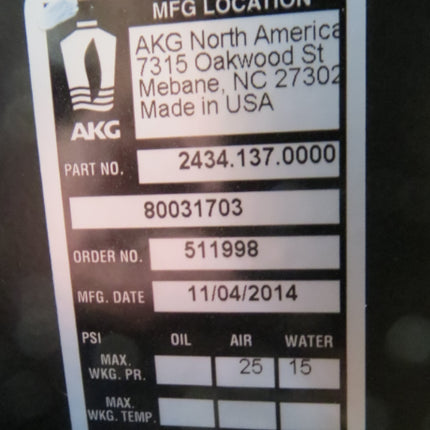 MFG LOCATION
AKG North America
7315 Oakwood St
Mebane, NC 27302
Made in USA
AKG
PART NO. 2434.137.0000
80031703
ORDER NO. 511998
MFG. DATE 11/04/2014
PSI OIL AIR WATER
MAX.
WKG. PR. 25 15
MAX.
WKG. TEMP.